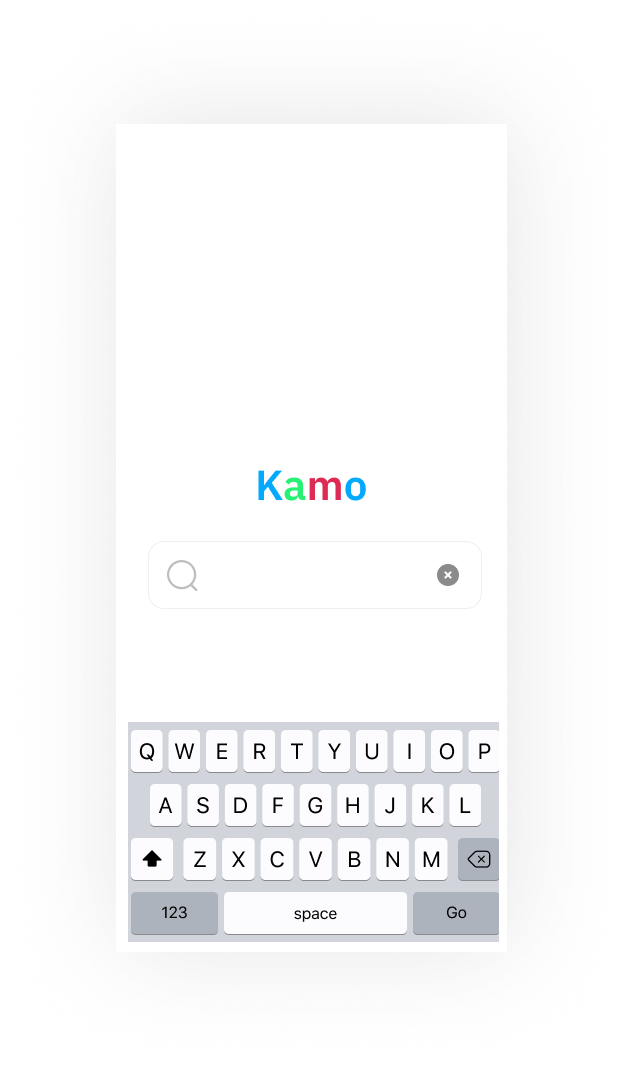 Kamo
Q W E R T Y U I O P
A S D F G H J K L
Z X C V B N M
123 space Go